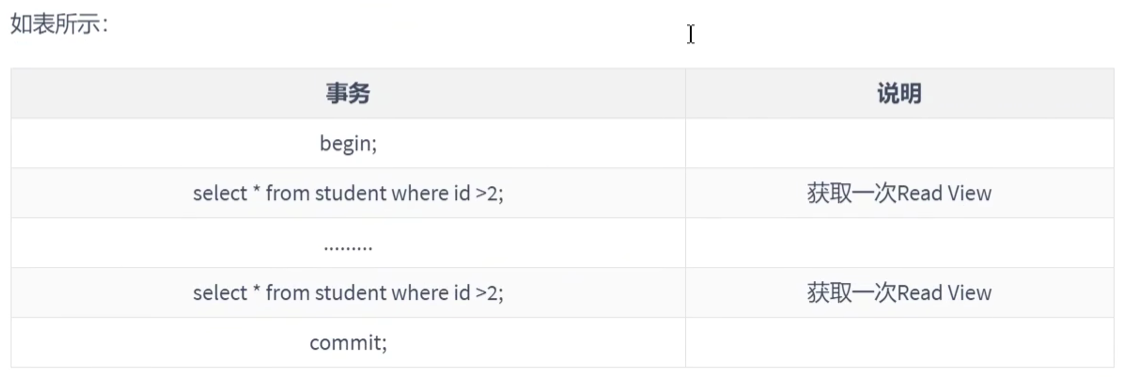 如表所示：
事务 说明
begin;
select * from student where id >2; 获取一次Read View
.........
select * from student where id >2; 获取一次Read View
commit;